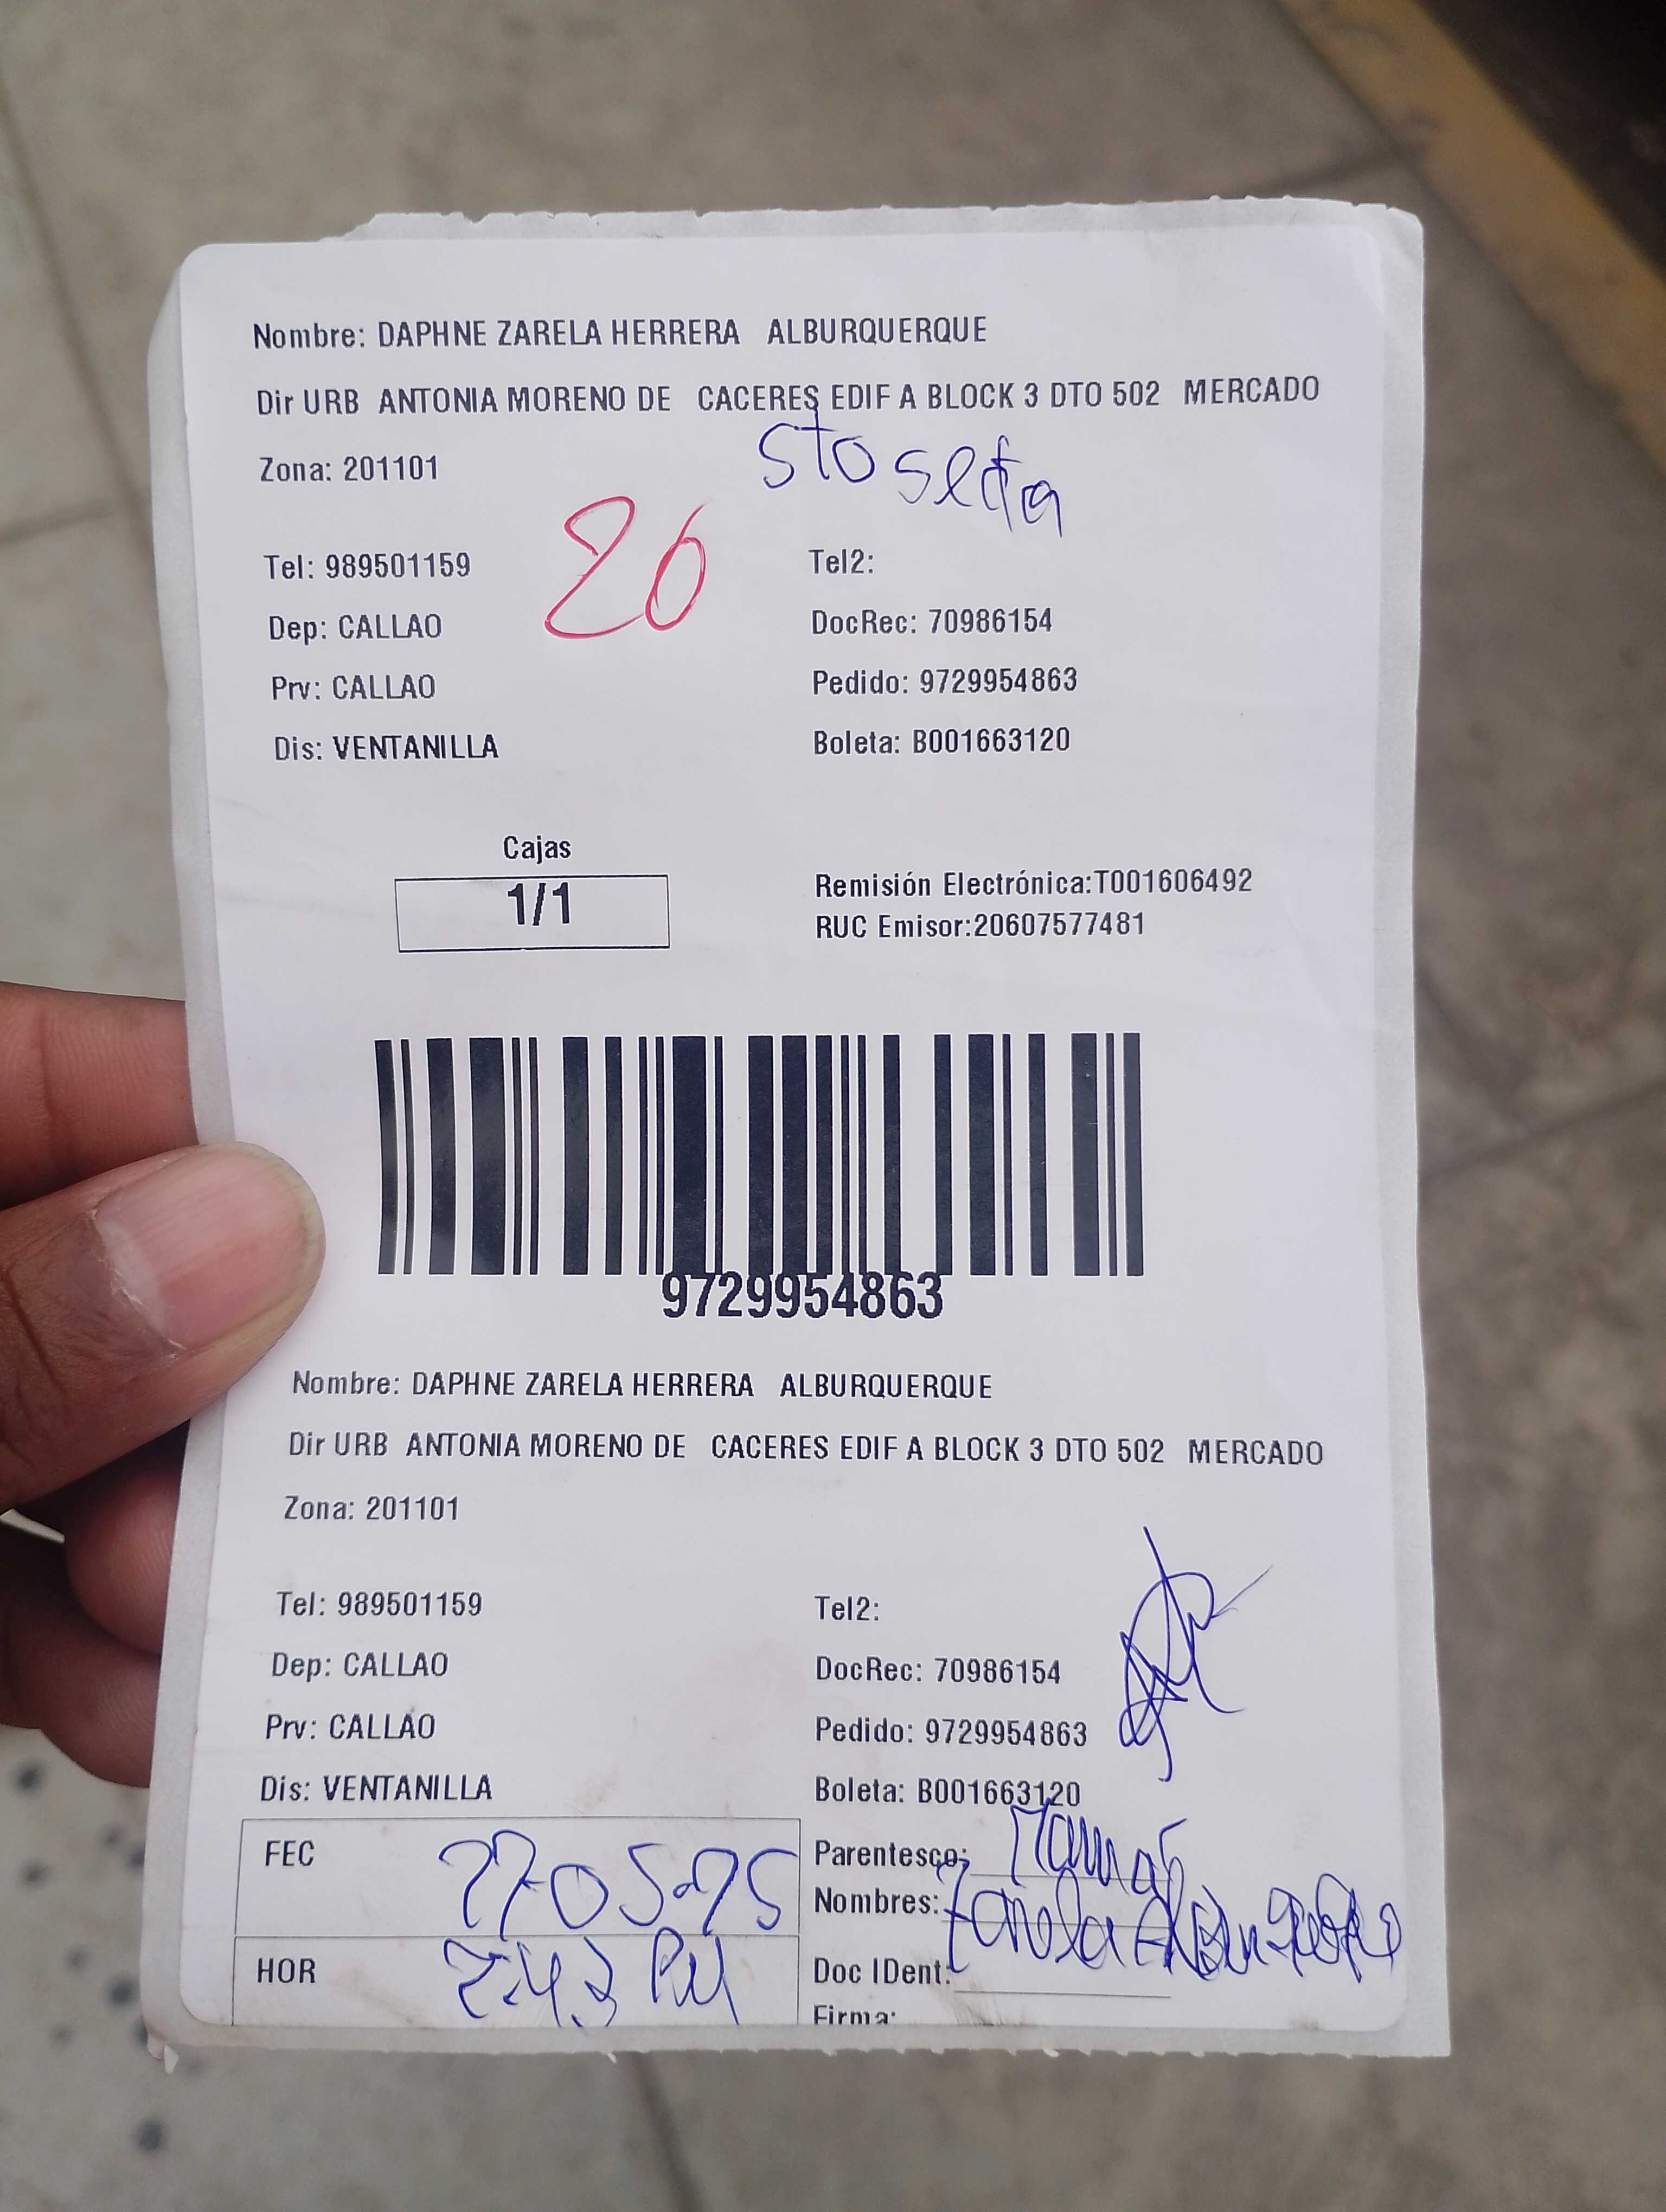 Nombre: DAPHNE ZARELA HERRERA ALBURQUERQUE
Dir URB ANTONIA MORENO DE CACERES EDIF A BLOCK 3 DTO 502 MERCADO
Zona: 201101
20
Tel: 989501159 Tel2:
Dep: CALLAO DocRec: 70986154
Prv: CALLAO Pedido: 9729954863
Dis: VENTANILLA Boleta: B001663120
Cajas
1/1
Remisión Electrónica:T001606492
RUC Emisor:20607577481
9729954863
Nombre: DAPHNE ZARELA HERRERA ALBURQUERQUE
Dir URB ANTONIA MORENO DE CACERES EDIF A BLOCK 3 DTO 502 MERCADO
Zona: 201101
Tel: 989501159 Tel2:
Dep: CALLAO DocRec: 70986154
Prv: CALLAO Pedido: 9729954863
Dis: VENTANILLA Boleta: B001663120
FEC
Parentesco: Mamá
Nombres: Zarela
HOR
Doc IDent:
Firma: